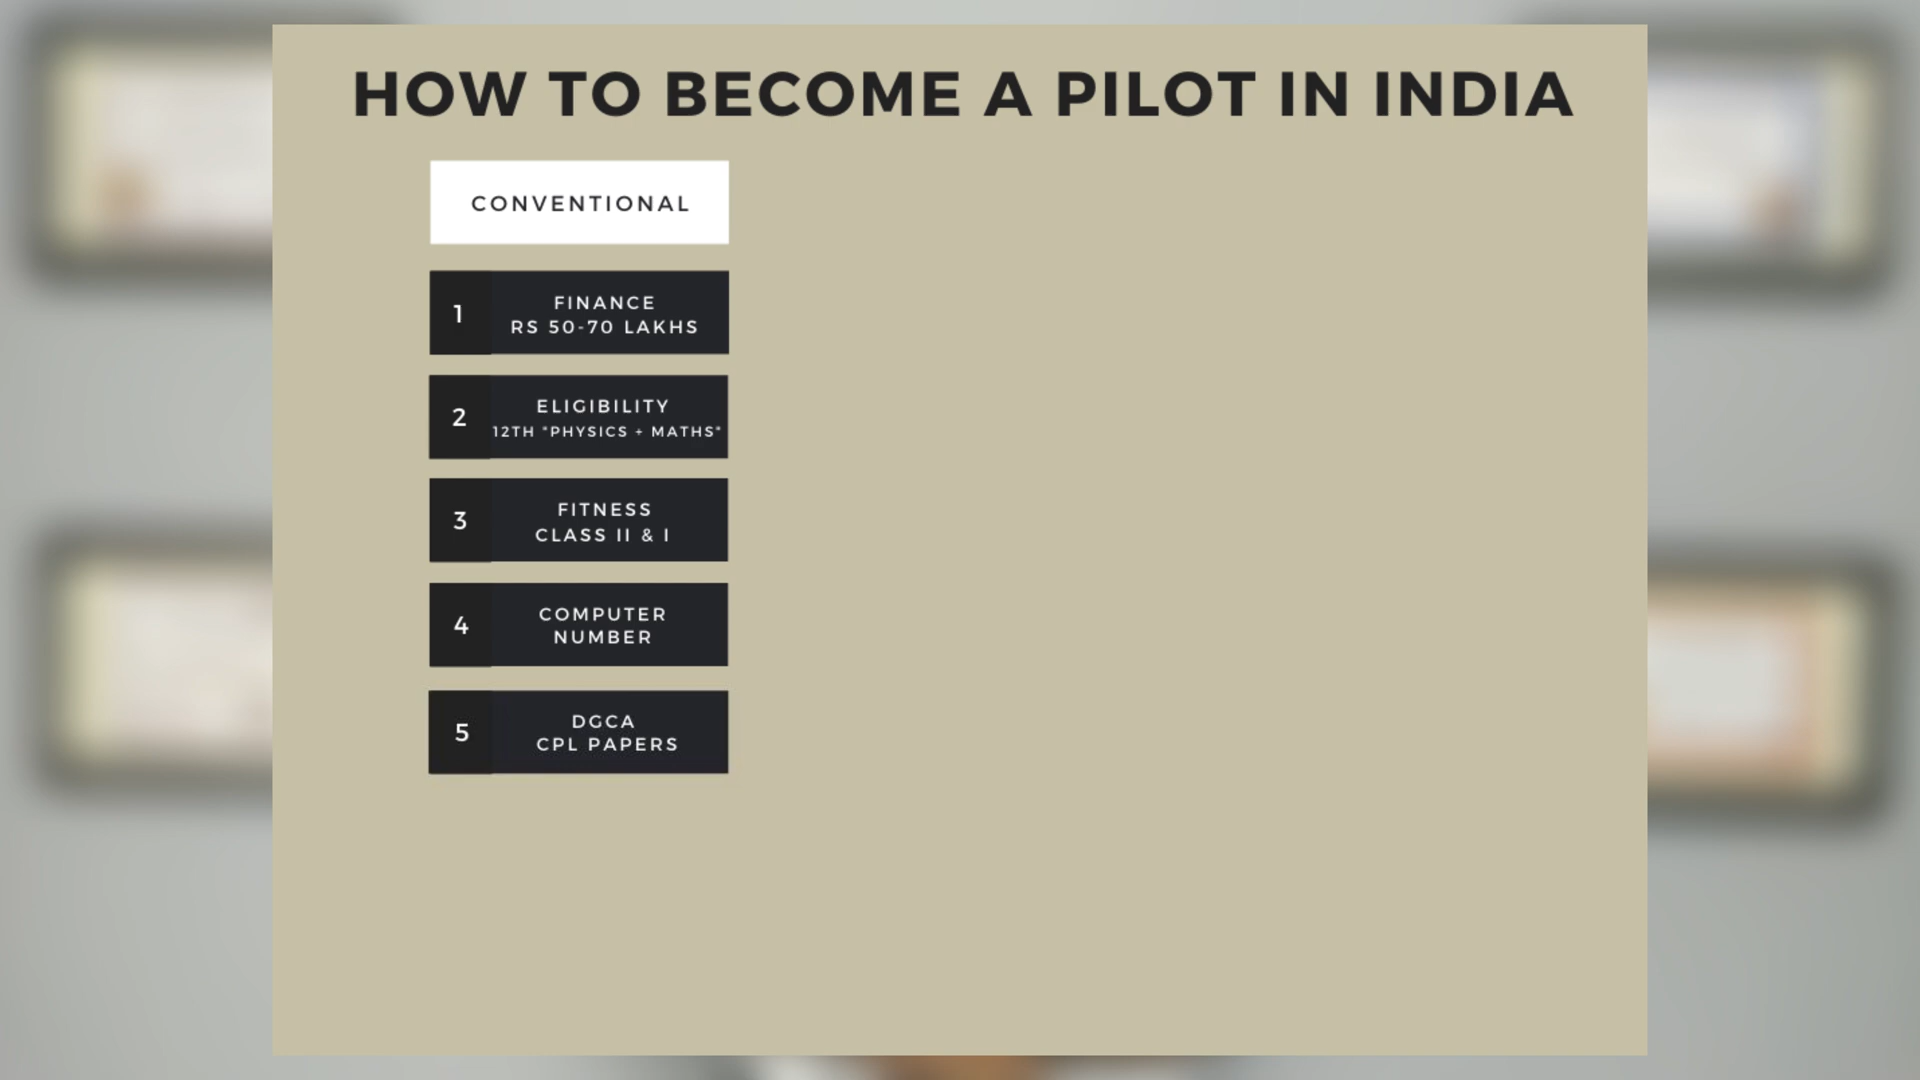 HOW TO BECOME A PILOT IN INDIA
CONVENTIONAL
1
FINANCE
RS 50-70 LAKHS
2
ELIGIBILITY
12TH "PHYSICS + MATHS"
3
FITNESS
CLASS II & I
4
COMPUTER
NUMBER
5
DGCA
CPL PAPERS